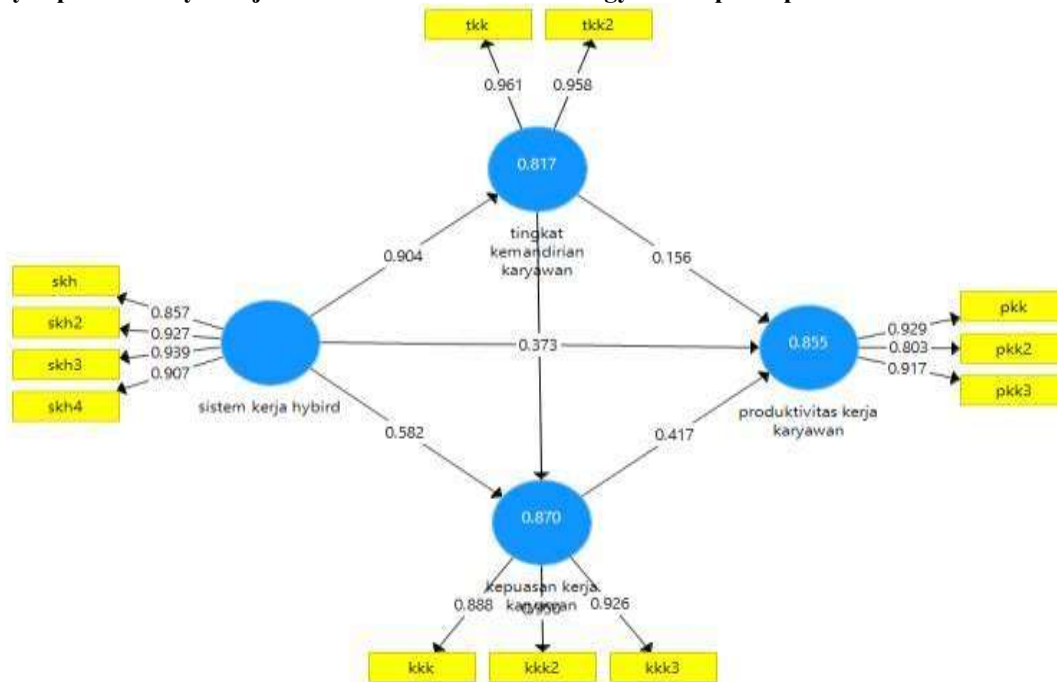 tkk
tkk2
0.961
0.958
0.817
tingkat
kemandirian
karyawan
0.904
0.156
skh
skh2
skh3
skh4
0.857
0.927
0.939
0.907
sistem kerja hybird
0.373
0.855
produktivitas kerja
karyawan
0.929
0.803
0.917
pkk
pkk2
pkk3
0.582
0.417
0.870
kepuasan kerja
karyawan
0.888
0.926
kkk
kkk2
kkk3